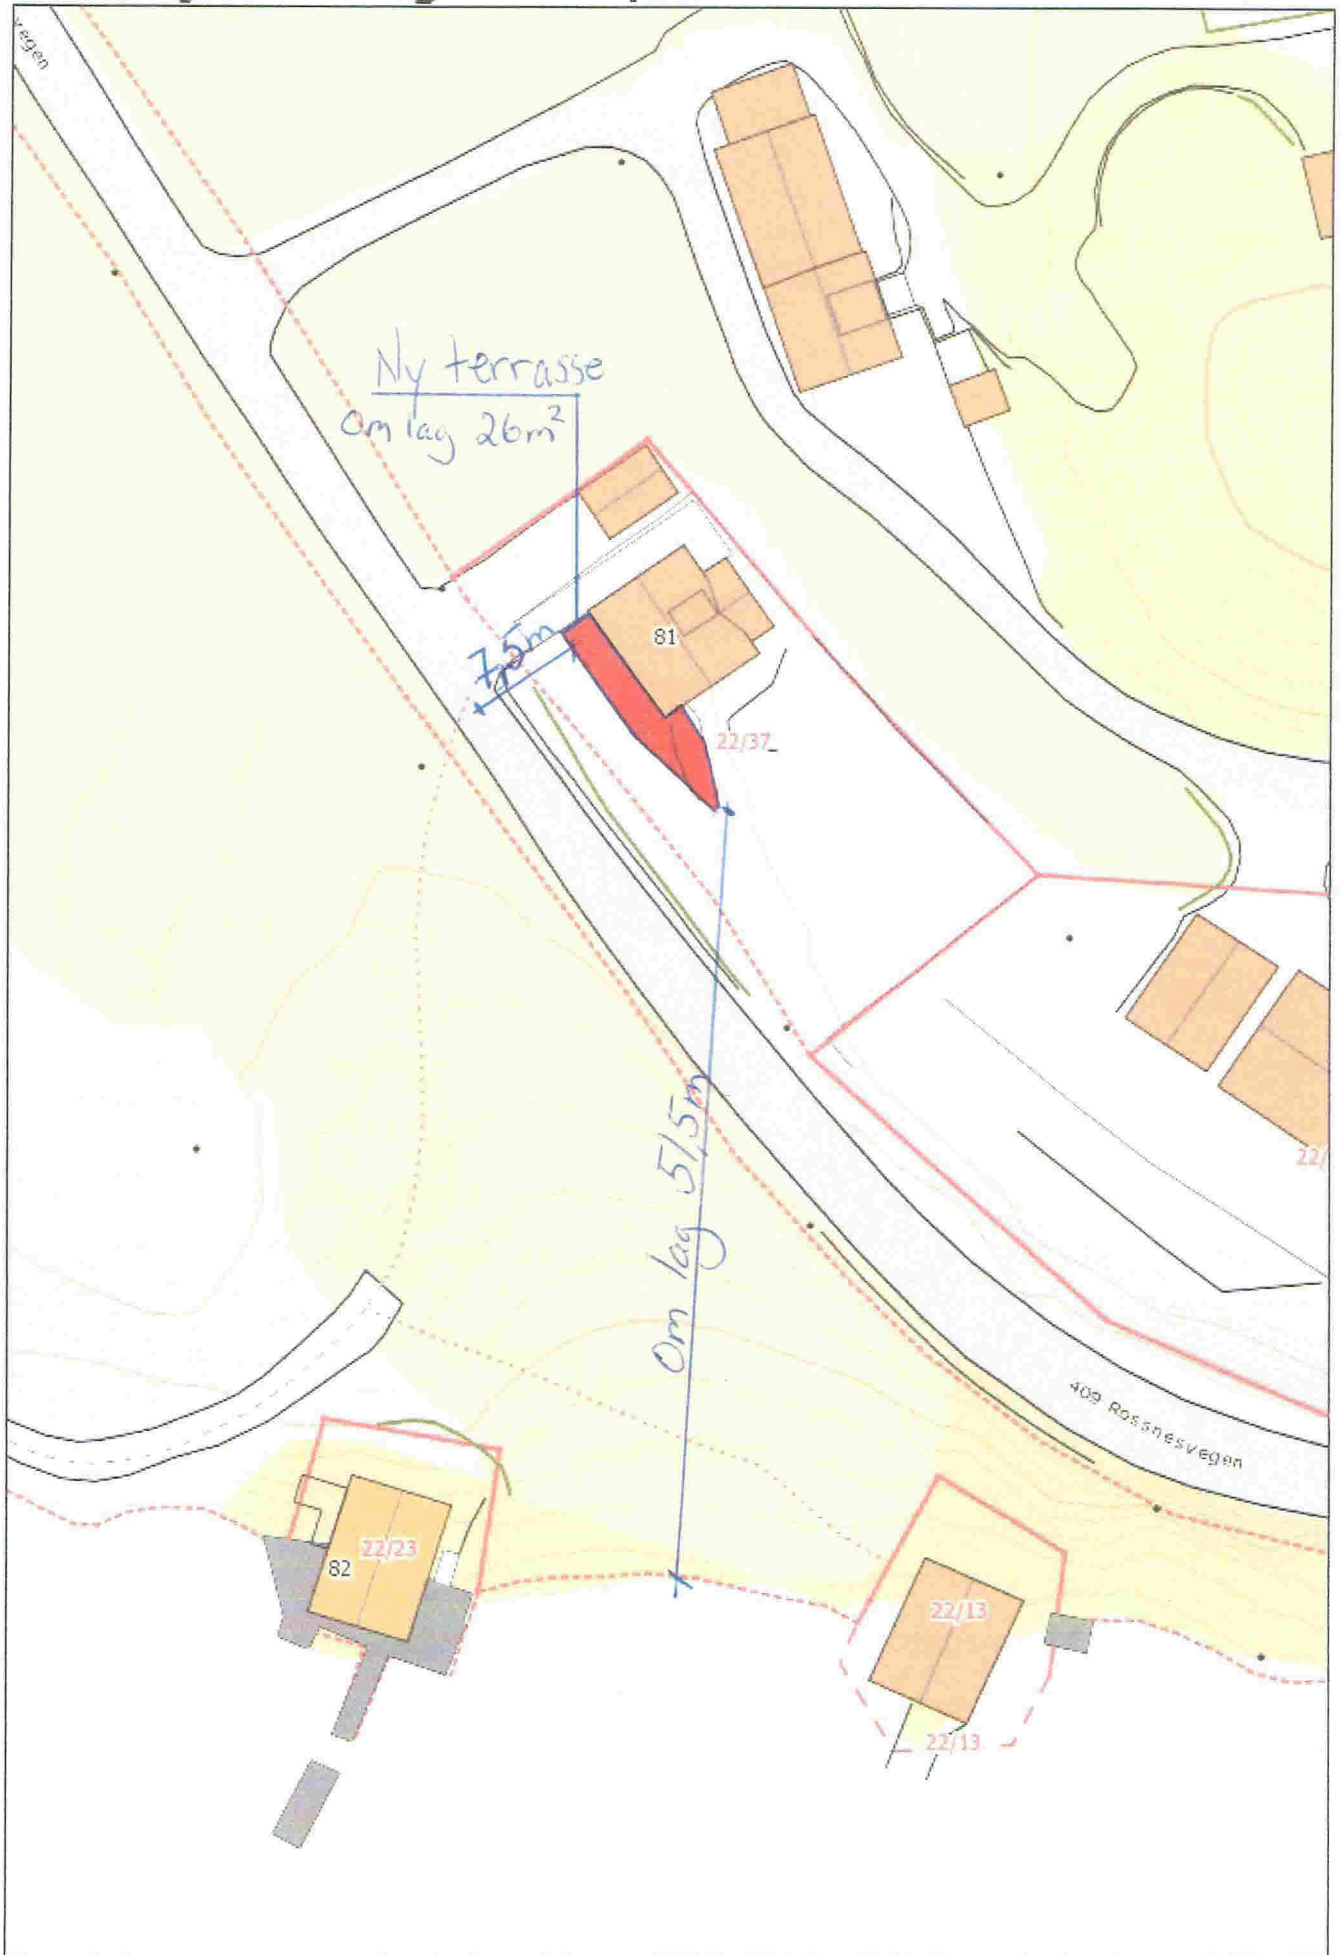 vegen
Ny terrasse
Om lag 26m²
7,5m
81
22/37
Om lag 51,5m
22/
409 Rossnesvegen
22/23
82
22/13
22/13